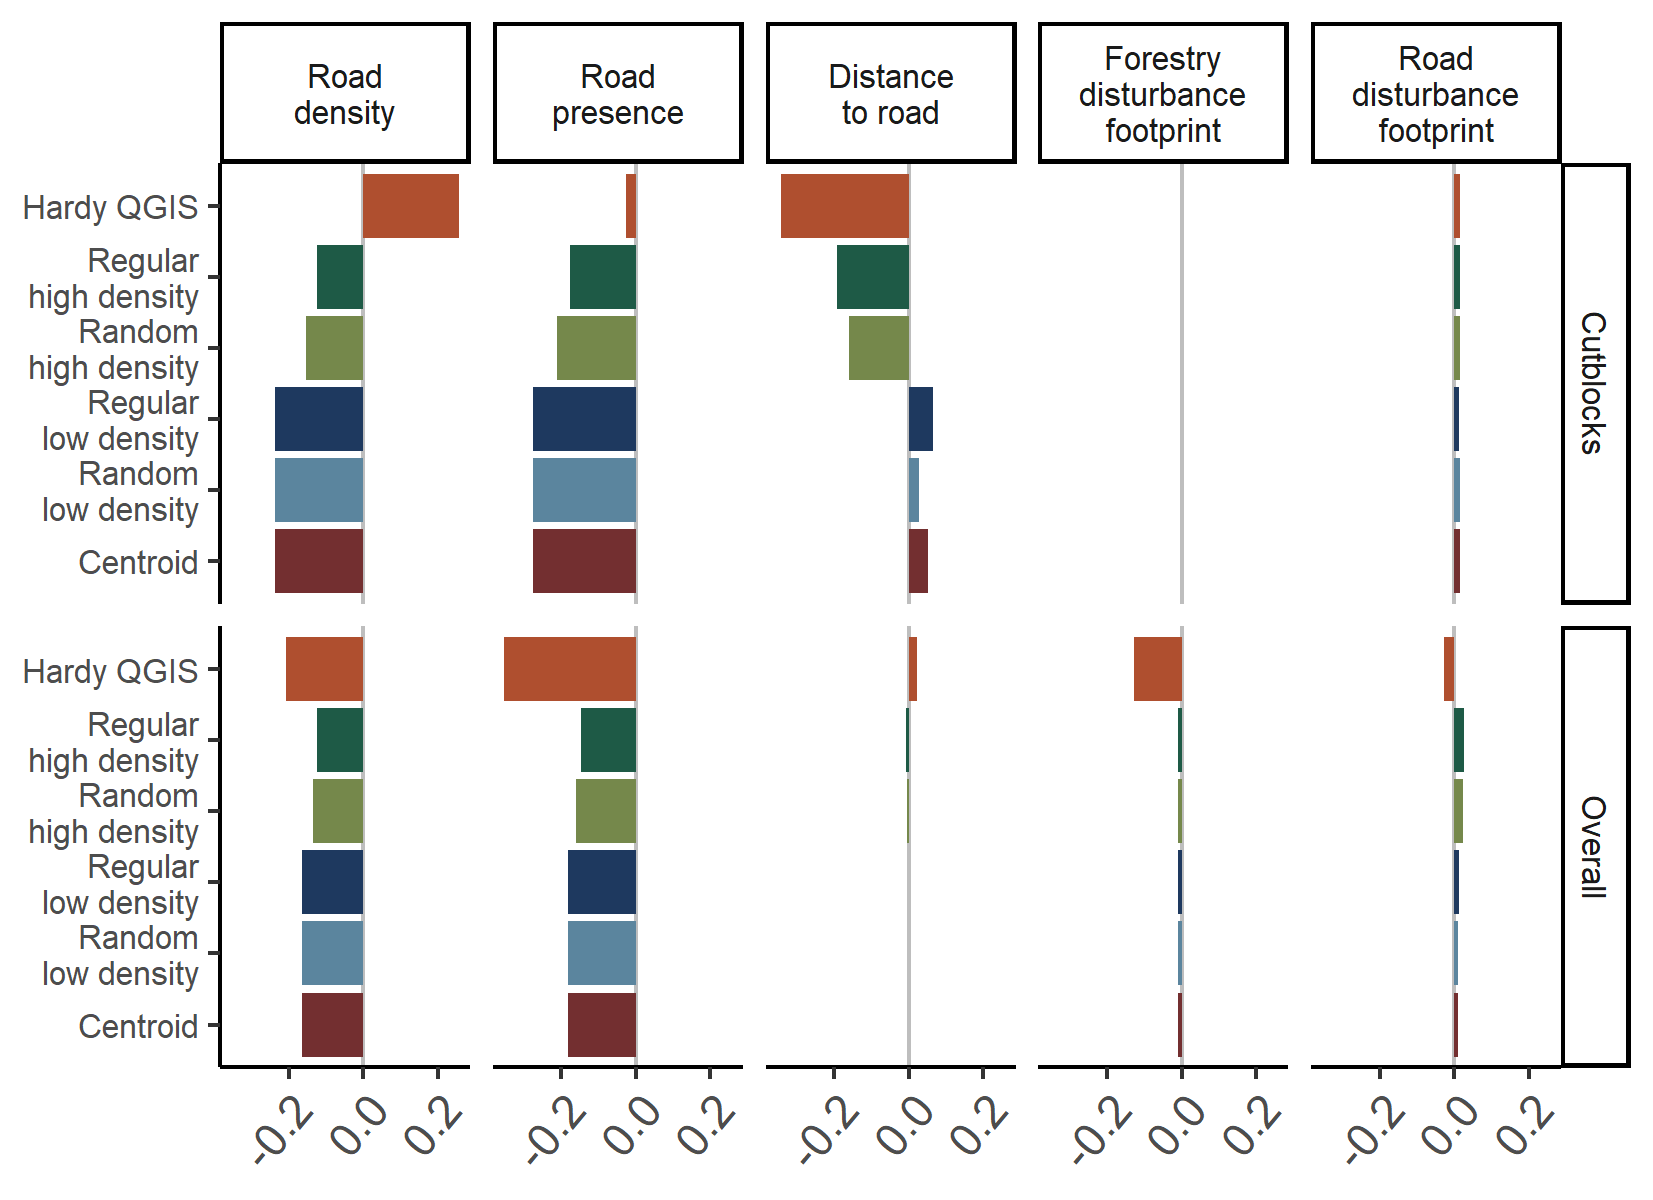 Road
density
Road
presence
Distance
to road
Forestry
disturbance
footprint
Road
disturbance
footprint
Hardy QGIS
Regular
high density
Random
high density
Regular
low density
Random
low density
Centroid
Cutblocks
Hardy QGIS
Regular
high density
Random
high density
Regular
low density
Random
low density
Centroid
Overall
-0.2 0.0 0.2 -0.2 0.0 0.2 -0.2 0.0 0.2 -0.2 0.0 0.2 -0.2 0.0 0.2